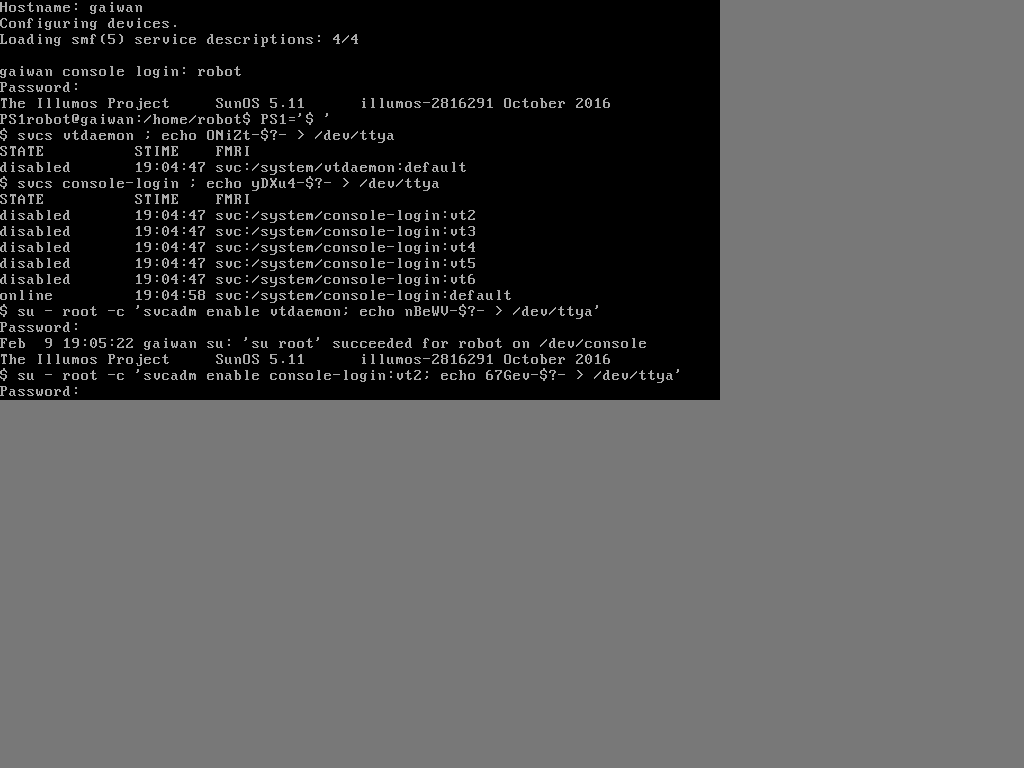 Hostname: gaiwan
Configuring devices.
Loading smf(5) service descriptions: 4/4
gaiwan console login: robot
Password:
The Illumos Project     SunOS 5.11      illumos-2816291 October 2016
PS1robot@gaiwan:/home/robot$ PS1='$ '
$ svcs vtdaemon ; echo ONiZt-$?- > /dev/ttya
STATE          STIME    FMRI
disabled       19:04:47 svc:/system/vtdaemon:default
$ svcs console-login ; echo yDXu4-$?- > /dev/ttya
STATE          STIME    FMRI
disabled       19:04:47 svc:/system/console-login:vt2
disabled       19:04:47 svc:/system/console-login:vt3
disabled       19:04:47 svc:/system/console-login:vt4
disabled       19:04:47 svc:/system/console-login:vt5
disabled       19:04:47 svc:/system/console-login:vt6
online         19:04:58 svc:/system/console-login:default
$ su - root -c 'svcadm enable vtdaemon; echo nBeWV-$?- > /dev/ttya'
Password:
Feb  9 19:05:22 gaiwan su: 'su root' succeeded for robot on /dev/console
The Illumos Project     SunOS 5.11      illumos-2816291 October 2016
$ su - root -c 'svcadm enable console-login:vt2; echo 67Gev-$?- > /dev/ttya'
Password: